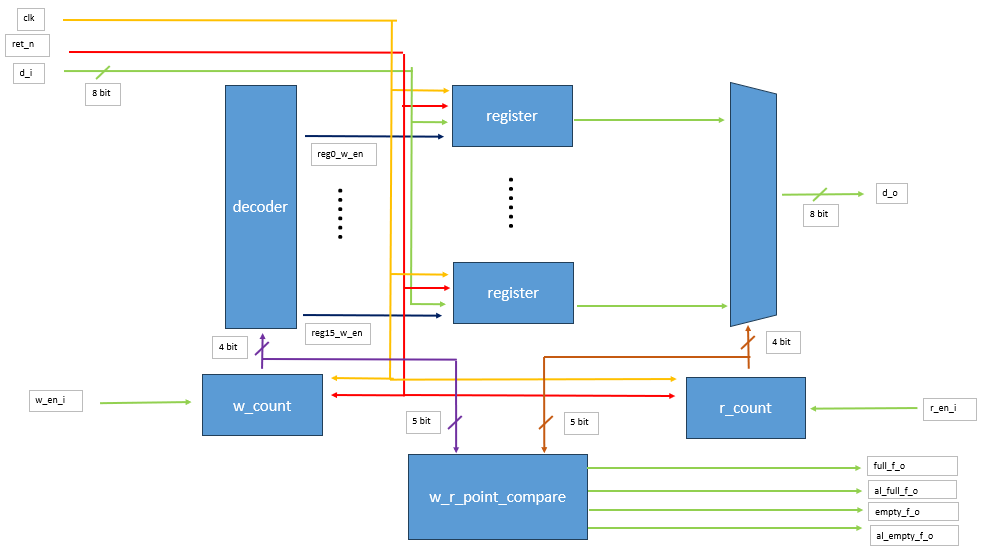 clk
ret_n
d_i
8 bit
register
reg0_w_en
decoder
d_o
8 bit
register
reg15_w_en
4 bit
4 bit
w_en_i
w_count
r_count
r_en_i
5 bit
5 bit
w_r_point_compare
full_f_o
al_full_f_o
empty_f_o
al_empty_f_o